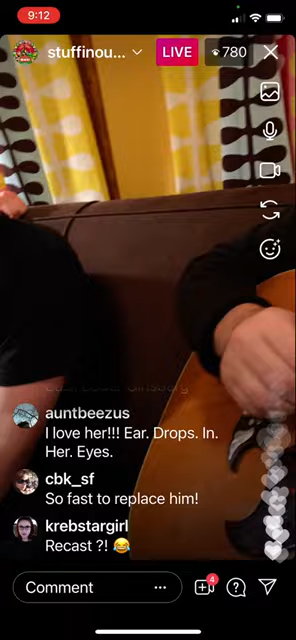 9:12
stuffinou...
LIVE
780
auntbeezus
I love her!!! Ear. Drops. In.
Her. Eyes.
cbk_sf
So fast to replace him!
krebstargirl
Recast ?! 😂
Comment
4